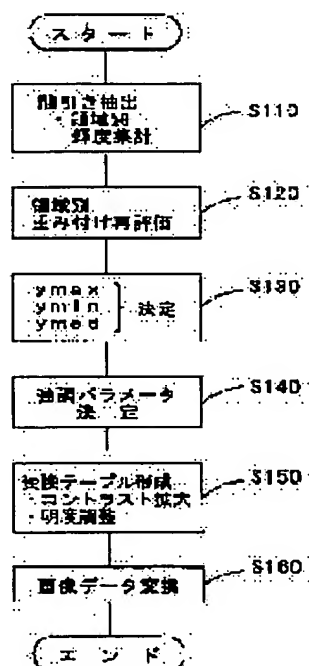 スタード
間引き抽出
・領域別
輝度集計
S110
領域別
重み付け再評価
S120
ymax
ymin
ymed
決定
S130
強調パラメータ
決定
S140
変換テーブル形成
・コントラスト拡大
・明度調整
S150
画像データ変換
S160
エンド